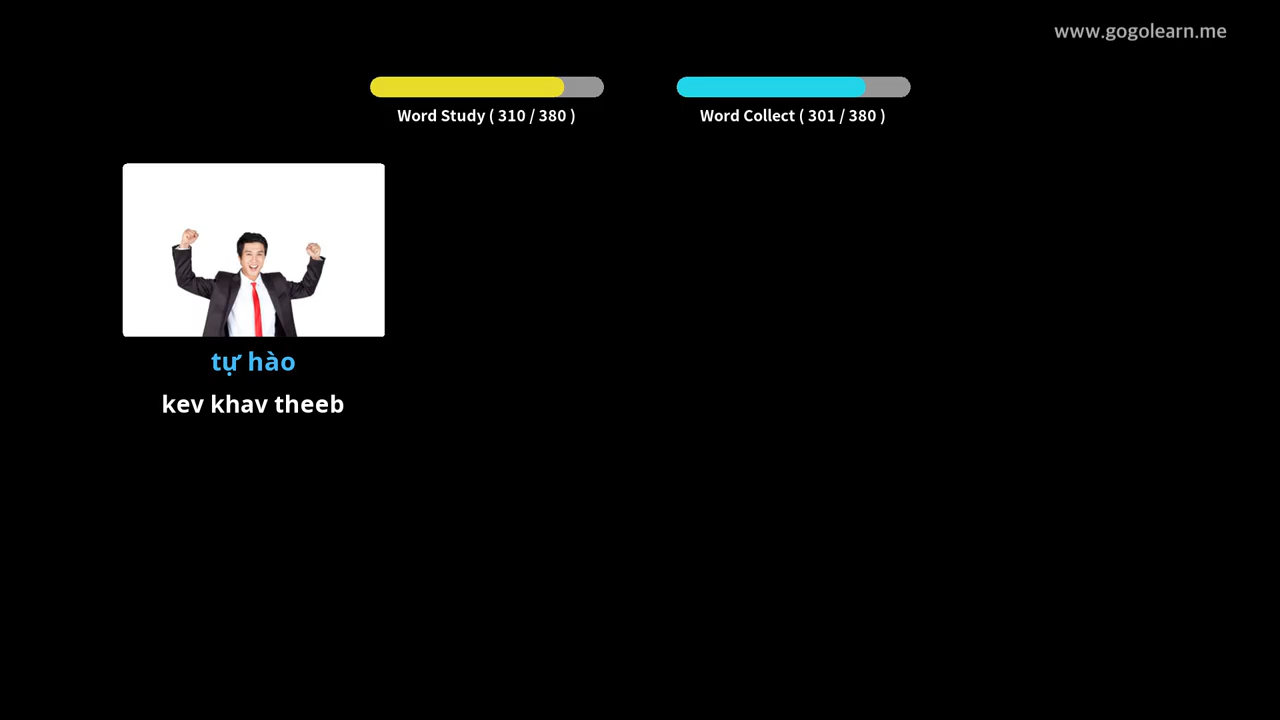 www.gogolearn.me
Word Study ( 310 / 380 )
Word Collect ( 301 / 380 )
tự hào
kev khav theeb